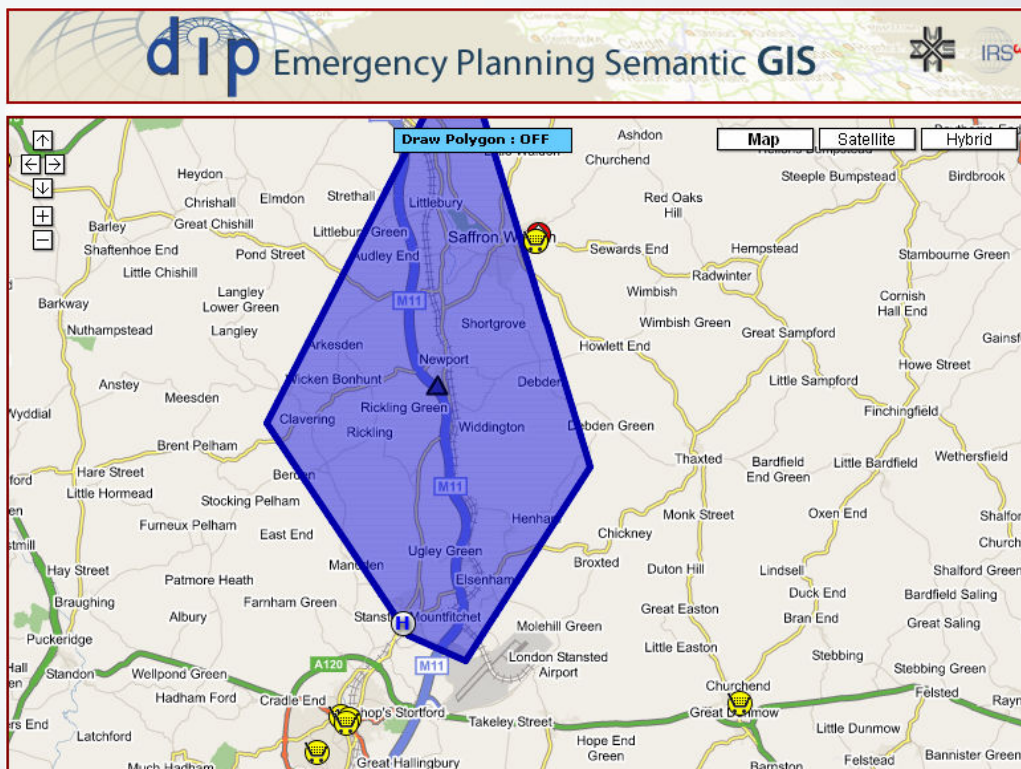 dip Emergency Planning Semantic GIS
IRS
Draw Polygon : OFF
Map
Satellite
Hybrid
Ashdon
Churchend
Steeple Bumpstead
Birdbrook
Heydon
Elmdon
Strethall
Chrishall
Littlebury
Red Oaks
Hill
Great Chishill
Barley
Littlebury Green
Saffron
Shaftenhoe End
Pond Street
Audley End
Sewards End
Hempstead
Stambourne Green
Little Chishill
Radwinter
Langley
Lower Green
Wimbish
Cornish
Hall End
Barkway
M11
Nuthampstead
Langley
Shortgrove
Wimbish Green
Great Sampford
Arkesden
Howlett End
Newport
Howe Street
Anstey
Wicken Bonhunt
Debden
Little Sampford
Meesden
Rickling Green
Finchingfield
Clavering
Rickling
Widdington
Debden Green
Brent Pelham
Thaxted
Wethersfield
Hare Street
Bardfield
End Green
Little Bardfield
Little Hormead
M11
Stocking Pelham
Monk Street
Oxen End
Furneux Pelham
Henham
East End
Chickney
Ugley Green
Broxted
Hay Street
Duton Hill
Lindsell
Shalford Green
Patmore Heath
Elsenham
Duck End
Braughing
Farnham Green
Bardfield Saling
Albury
Great Easton
Bran End
Mountfitchet
Great Saling
Puckeridge
Molehill Green
Little Easton
A120
M11
London Stansted
Airport
Stebbing
Standon
Wellpond Green
Stebbing Green
Hadham Ford
Cradle End
Churchend
Felsted
Stortford
Great
Takeley Street
Little Dunmow
Latchford
Hope End
Green
Much Hadham
Great Hallingbury
Barnston
Stebbing
Bannister Green